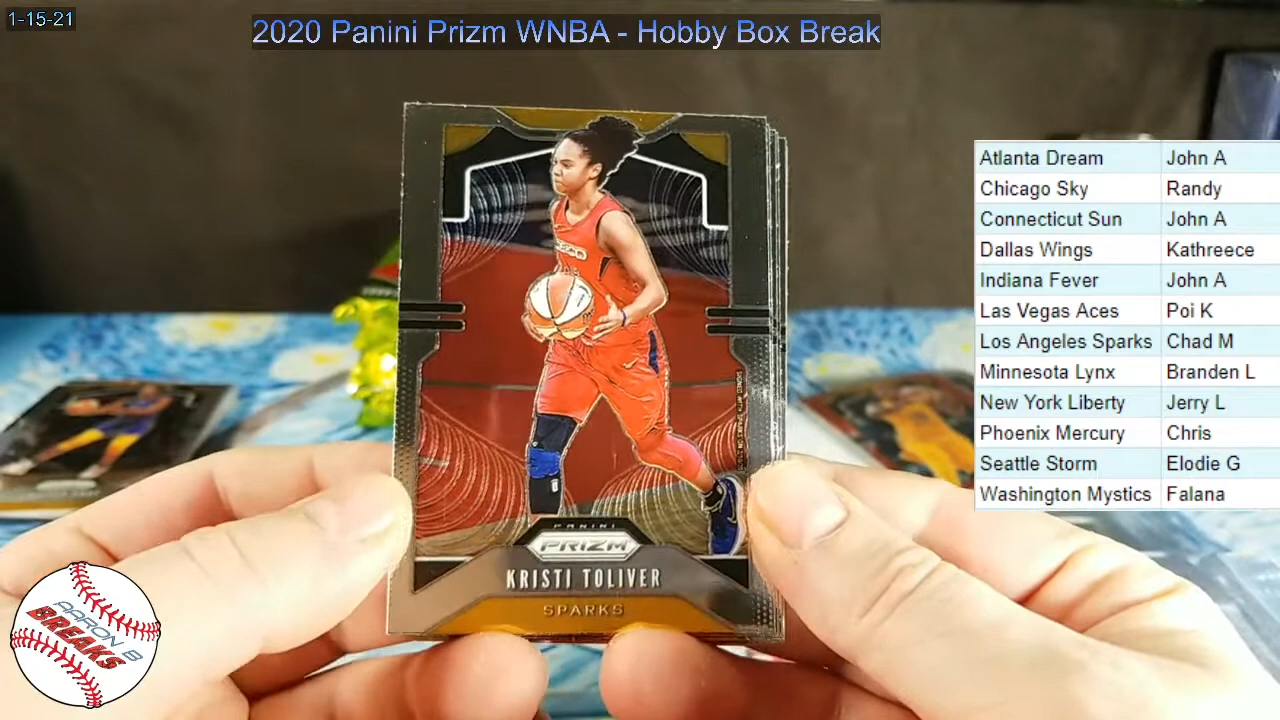 1-15-21
2020 Panini Prizm WNBA - Hobby Box Break
Atlanta Dream John A
Chicago Sky Randy
Connecticut Sun John A
Dallas Wings Kathreece
Indiana Fever John A
Las Vegas Aces Poi K
Los Angeles Sparks Chad M
Minnesota Lynx Branden L
New York Liberty Jerry L
Phoenix Mercury Chris
Seattle Storm Elodie G
Washington Mystics Falana
PANINI
PRIZM
KRISTI TOLIVER
SPARKS
AARON B
BREAKS